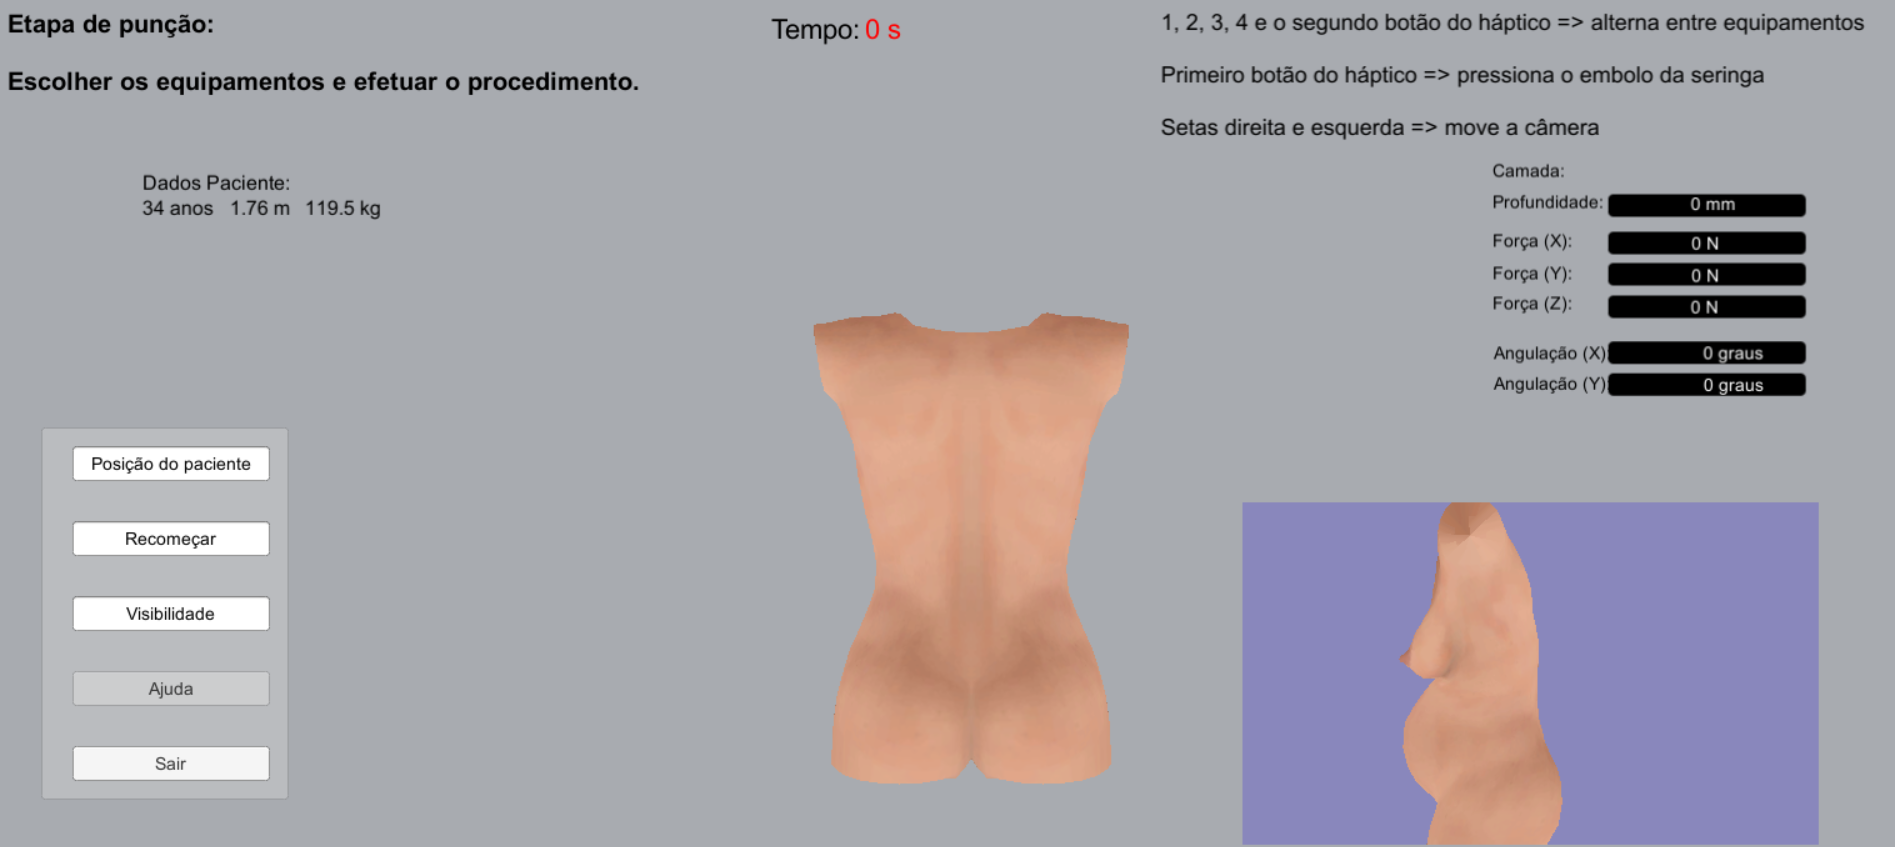 Etapa de punção:
Escolher os equipamentos e efetuar o procedimento.
Tempo: 0 s
1, 2, 3, 4 e o segundo botão do háptico => alterna entre equipamentos
Primeiro botão do háptico => pressiona o embolo da seringa
Setas direita e esquerda => move a câmera
Dados Paciente:
34 anos 1.76 m 119.5 kg
Camada:
Profundidade: 0 mm
Força (X): 0 N
Força (Y): 0 N
Força (Z): 0 N
Angulação (X) 0 graus
Angulação (Y) 0 graus
Posição do paciente
Recomeçar
Visibilidade
Ajuda
Sair